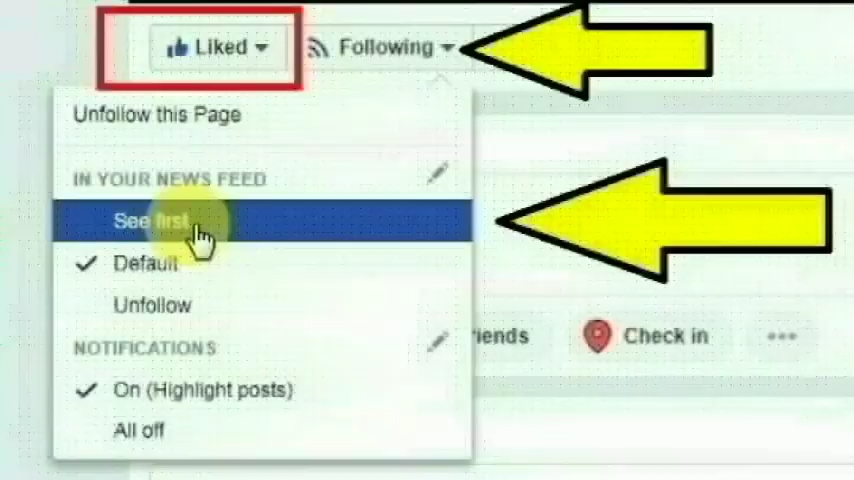 Liked Following
Unfollow this Page
IN YOUR NEWS FEED
See first
Default
Unfollow
riends Check in
NOTIFICATIONS
On (Highlight posts)
All off